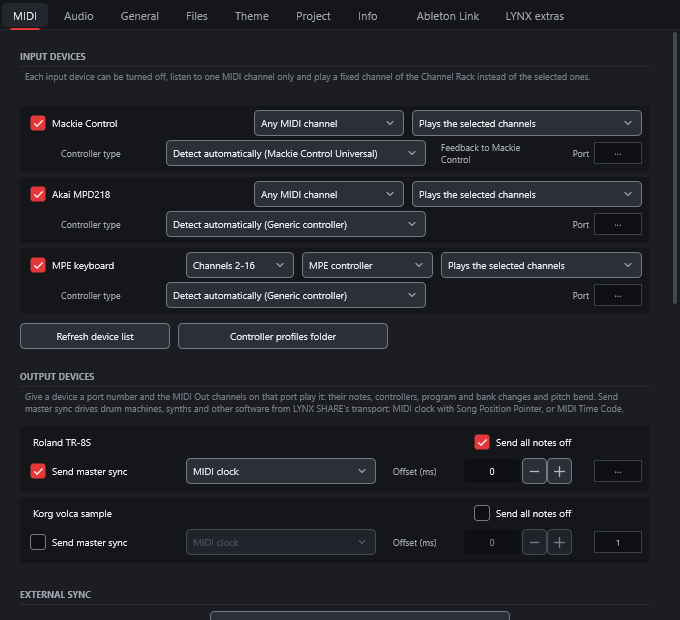 MIDI Audio General Files Theme Project Info Ableton Link LYNX extras
INPUT DEVICES
Each input device can be turned off, listen to one MIDI channel only and play a fixed channel of the Channel Rack instead of the selected ones.
Mackie Control Any MIDI channel Plays the selected channels
Controller type Detect automatically (Mackie Control Universal) Feedback to Mackie Control Port ...
Akai MPD218 Any MIDI channel Plays the selected channels
Controller type Detect automatically (Generic controller) Port ...
MPE keyboard Channels 2-16 MPE controller Plays the selected channels
Controller type Detect automatically (Generic controller) Port ...
Refresh device list Controller profiles folder
OUTPUT DEVICES
Give a device a port number and the MIDI Out channels on that port play it: their notes, controllers, program and bank changes and pitch bend. Send
master sync drives drum machines, synths and other software from LYNX SHARE's transport: MIDI clock with Song Position Pointer, or MIDI Time Code.
Roland TR-8S Send all notes off
Send master sync MIDI clock Offset (ms) 0 − + ...
Korg volca sample Send all notes off
Send master sync MIDI clock Offset (ms) 0 − + 1
EXTERNAL SYNC